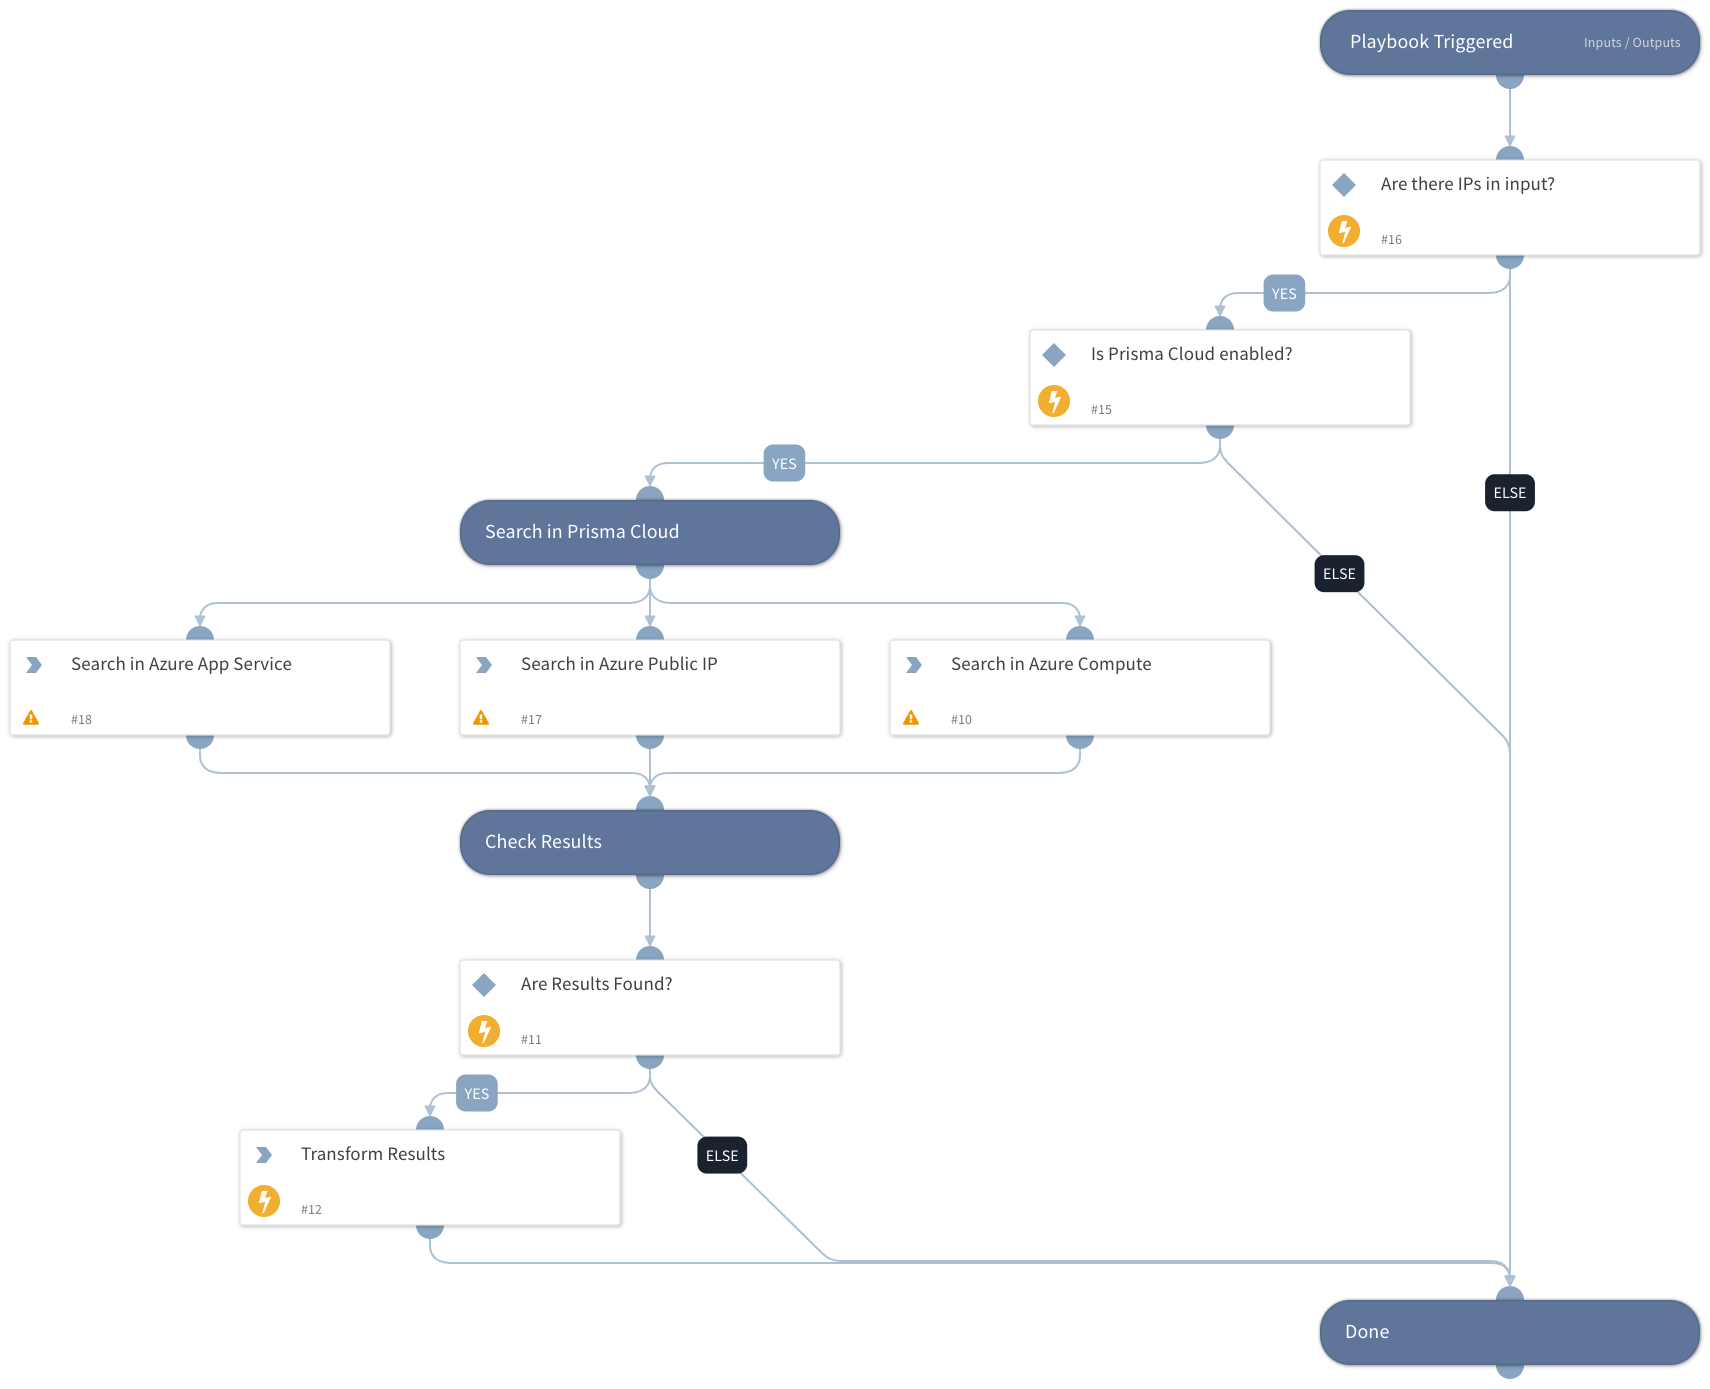 Playbook Triggered Inputs / Outputs
Are there IPs in input?
#16
YES
Is Prisma Cloud enabled?
#15
YES
ELSE
Search in Prisma Cloud
ELSE
Search in Azure App Service
#18
Search in Azure Public IP
#17
Search in Azure Compute
#10
Check Results
Are Results Found?
#11
YES
ELSE
Transform Results
#12
Done